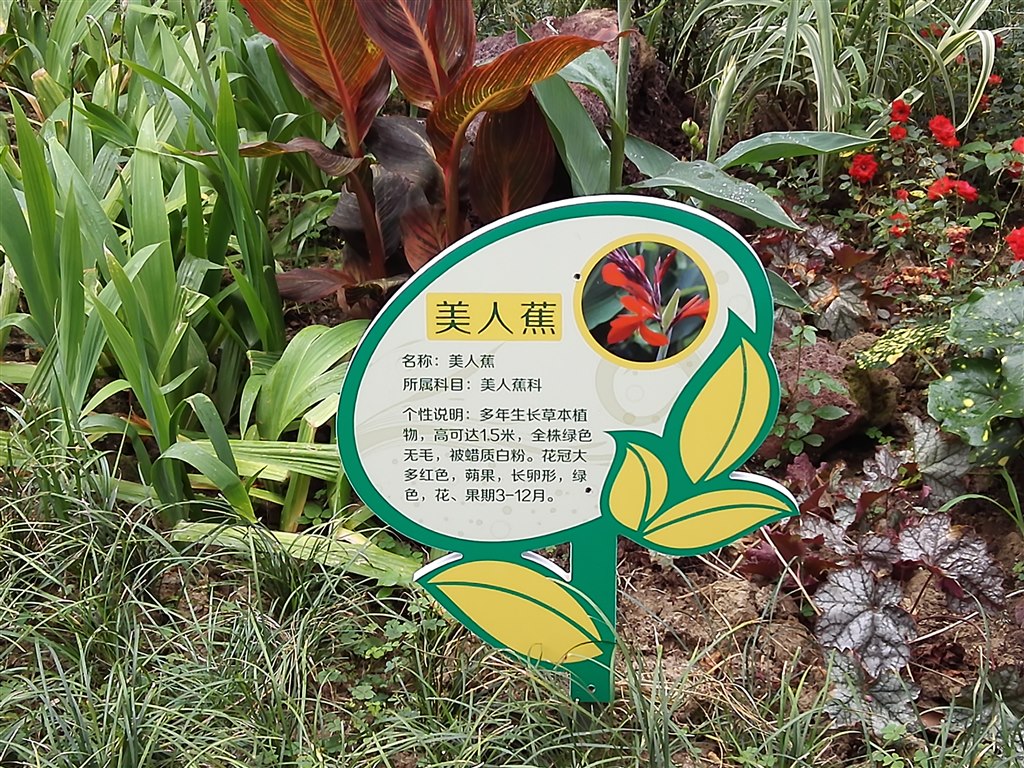 美人蕉
名称：美人蕉
所属科目：美人蕉科
个性说明：多年生长草本植
物，高可达1.5米，全株绿色
无毛，被蜡质白粉。花冠大
多红色，蒴果，长卵形，绿
色，花、果期3-12月。